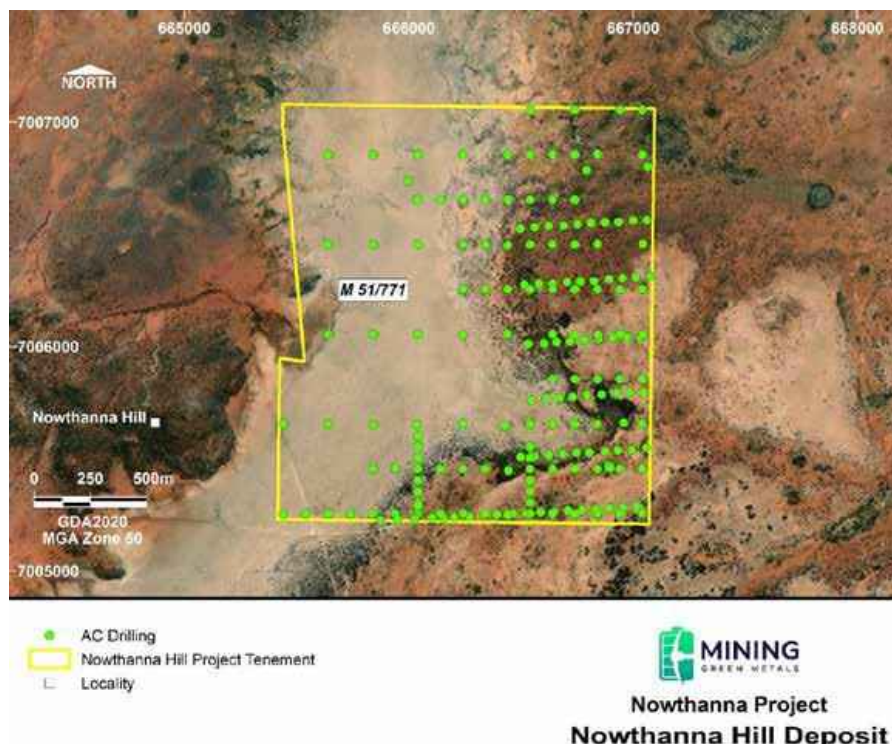 665000 666000 667000 668000
NORTH
7007000
M 51/771
7006000
Nowthanna Hill
0 250 500m
GDA2020
MGA Zone 50
7005000
AC Drilling
Nowthanna Hill Project Tenement
Locality
MINING
GREEN METALS
Nowthanna Project
Nowthanna Hill Deposit